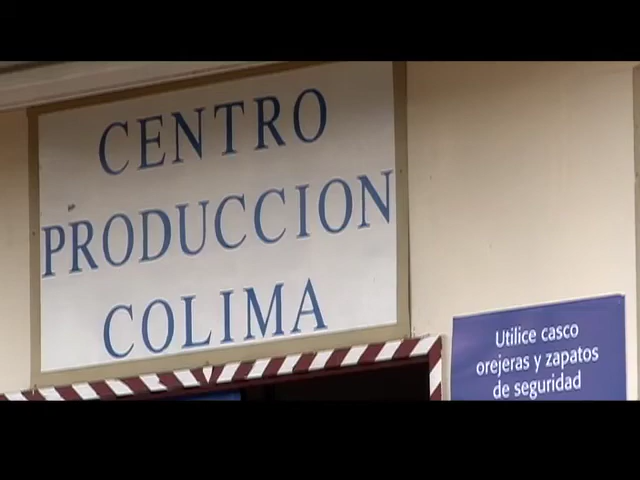 CENTRO
PRODUCCION
COLIMA
Utilice casco
orejeras y zapatos
de seguridad